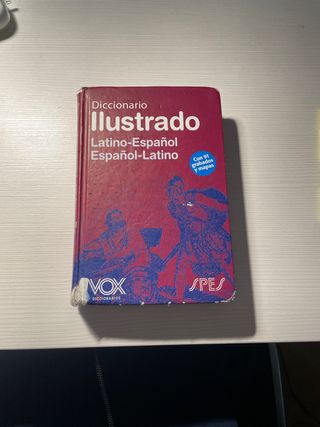 Diccionario
Ilustrado
Latino-Español
Español-Latino
Con 91
grabados
y mapas
VOX
DICCIONARIOS
SPES